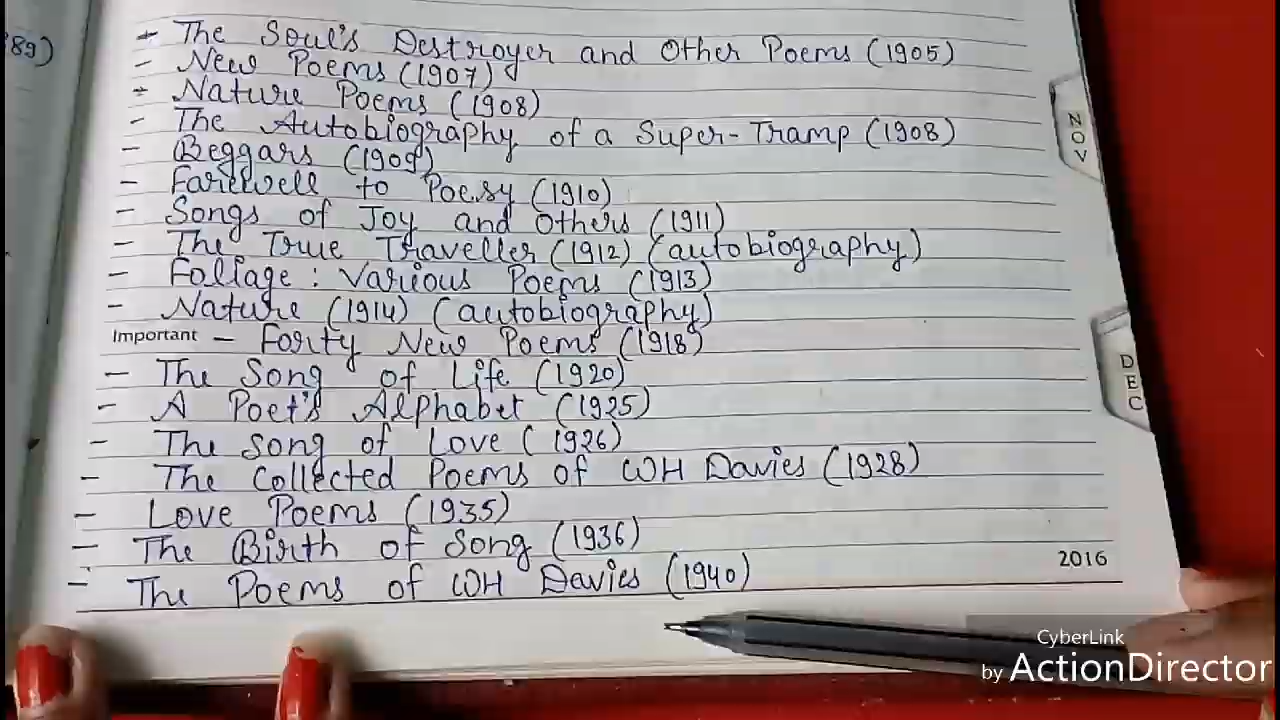 89)
- The Soul's Destroyer and Other Poems (1905)
- New Poems (1907)
- Nature Poems (1908)
- The Autobiography of a Super-Tramp (1908)
- Beggars (1909)
- Farewell to Poesy (1910)
- Songs of Joy and Others (1911)
- The True Traveller (1912) (autobiography)
- Foliage : Various Poems (1913)
- Nature (1914) (autobiography)
Important - Forty New Poems (1918)
- The Song of Life (1920)
- A Poet's Alphabet (1925)
- The Song of Love (1926)
- The Collected Poems of WH Davies (1928)
- Love Poems (1935)
- The Birth of Song (1936)
- The Poems of WH Davies (1940)
NOV
DEC
2016
CyberLink
by ActionDirector